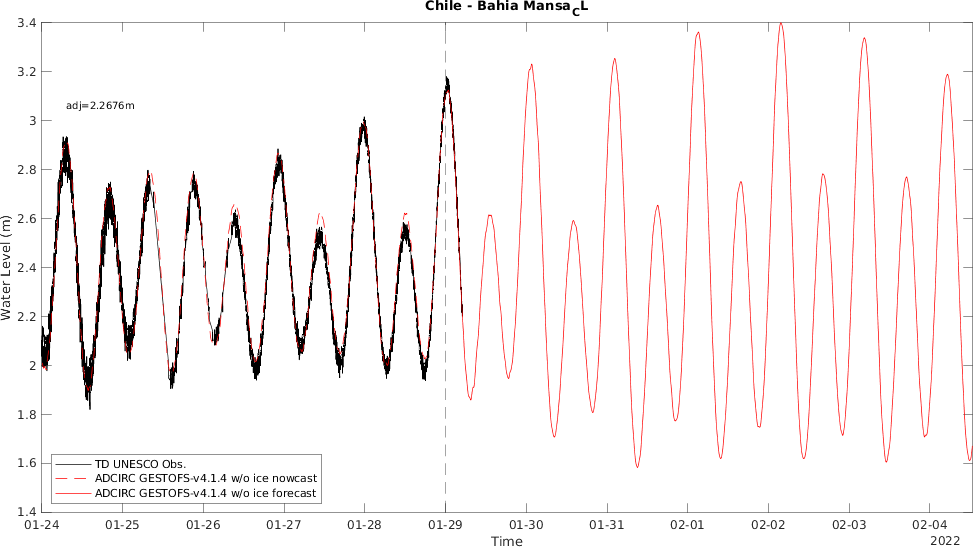 Chile - Bahia Mansa_CL
3.4
3.2
3
2.8
2.6
2.4
2.2
2
1.8
1.6
1.4
Water Level (m)
adj=2.2676m
TD UNESCO Obs.
ADCIRC GESTOFS-v4.1.4 w/o ice nowcast
ADCIRC GESTOFS-v4.1.4 w/o ice forecast
01-24 01-25 01-26 01-27 01-28 01-29 01-30 01-31 02-01 02-02 02-03 02-04
Time
2022